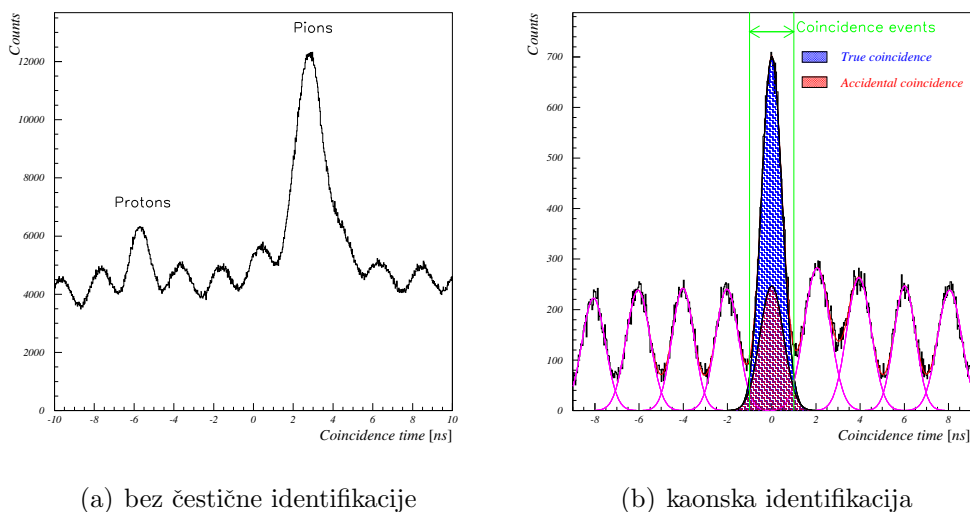 Counts
Pions
Protons
12000
10000
8000
6000
4000
2000
0
-10 -8 -6 -4 -2 0 2 4 6 8 10
Coincidence time [ns]
Counts
Coincidence events
True coincidence
Accidental coincidence
700
600
500
400
300
200
100
0
-8 -6 -4 -2 0 2 4 6 8
Coincidence time [ns]
(a) bez čestične identifikacije
(b) kaonska identifikacija